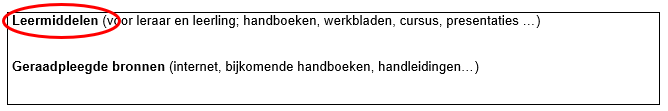 Leermiddelen (voor leraar en leerling; handboeken, werkbladen, cursus, presentaties …)
Geraadpleegde bronnen (internet, bijkomende handboeken, handleidingen…)